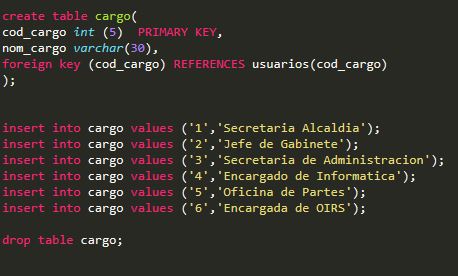 create table cargo(
cod_cargo int (5)  PRIMARY KEY,
nom_cargo varchar(30),
foreign key (cod_cargo) REFERENCES usuarios(cod_cargo)
);
insert into cargo values ('1','Secretaria Alcaldia');
insert into cargo values ('2','Jefe de Gabinete');
insert into cargo values ('3','Secretaria de Administracion');
insert into cargo values ('4','Encargado de Informatica');
insert into cargo values ('5','Oficina de Partes');
insert into cargo values ('6','Encargada de OIRS');
drop table cargo;